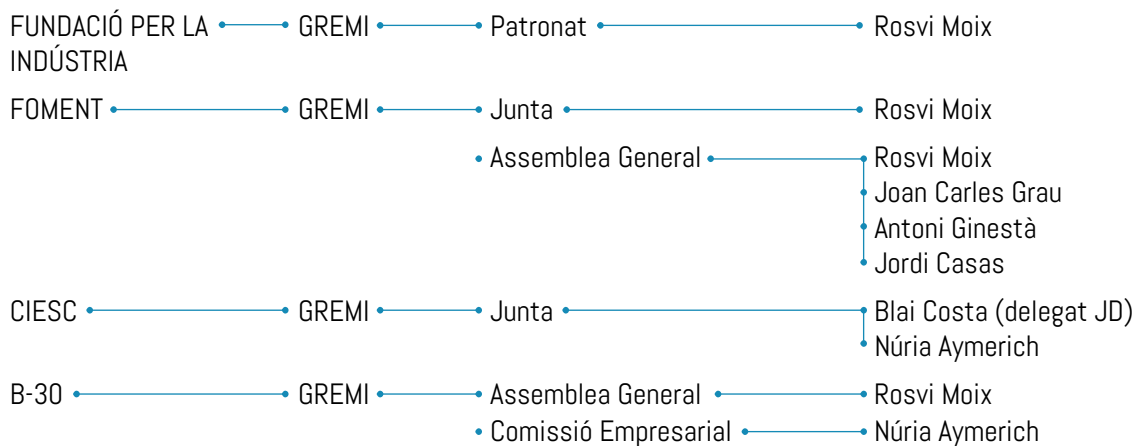 FUNDACIÓ PER LA INDÚSTRIA GREMI Patronat Rosvi Moix
FOMENT GREMI Junta Rosvi Moix
Assemblea General Rosvi Moix
Joan Carles Grau
Antoni Ginestà
Jordi Casas
CIESC GREMI Junta Blai Costa (delegat JD)
Núria Aymerich
B-30 GREMI Assemblea General Rosvi Moix
Comissió Empresarial Núria Aymerich